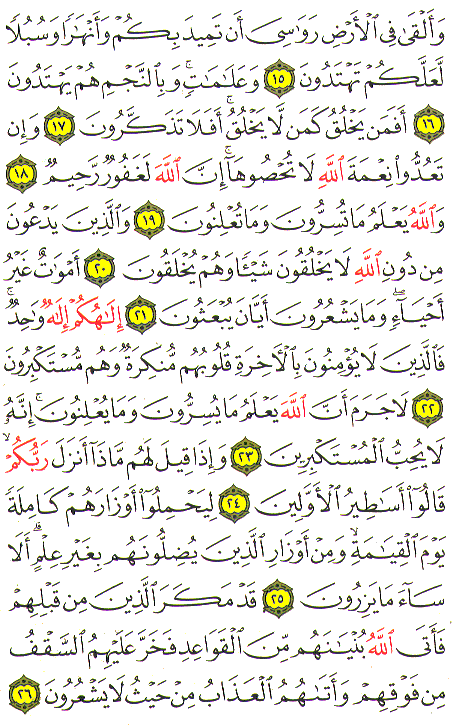 وَأَلۡقَىٰ فِي ٱلۡأَرۡضِ رَوَٰسِيَ أَن تَمِيدَ بِكُمۡ وَأَنۡهَٰرٗا وَسُبُلٗا
لَّعَلَّكُمۡ تَهۡتَدُونَ ١٥ وَعَلَٰمَٰتٖۚ وَبِٱلنَّجۡمِ هُمۡ يَهۡتَدُونَ
١٦ أَفَمَن يَخۡلُقُ كَمَن لَّا يَخۡلُقُۚ أَفَلَا تَذَكَّرُونَ ١٧ وَإِن
تَعُدُّواْ نِعۡمَةَ ٱللَّهِ لَا تُحۡصُوهَآۗ إِنَّ ٱللَّهَ لَغَفُورٞ رَّحِيمٞ ١٨
وَٱللَّهُ يَعۡلَمُ مَا تُسِرُّونَ وَمَا تُعۡلِنُونَ ١٩ وَٱلَّذِينَ يَدۡعُونَ
مِن دُونِ ٱللَّهِ لَا يَخۡلُقُونَ شَيۡـٔٗا وَهُمۡ يُخۡلَقُونَ ٢٠ أَمۡوَٰتٌ غَيۡرُ
أَحۡيَآءٖۖ وَمَا يَشۡعُرُونَ أَيَّانَ يُبۡعَثُونَ ٢١ إِلَٰهُكُمۡ إِلَٰهٞ وَٰحِدٞۚ
فَٱلَّذِينَ لَا يُؤۡمِنُونَ بِٱلۡأٓخِرَةِ قُلُوبُهُم مُّنكِرَةٞ وَهُم مُّسۡتَكۡبِرُونَ
٢٢ لَا جَرَمَ أَنَّ ٱللَّهَ يَعۡلَمُ مَا يُسِرُّونَ وَمَا يُعۡلِنُونَۚ إِنَّهُۥ
لَا يُحِبُّ ٱلۡمُسۡتَكۡبِرِينَ ٢٣ وَإِذَا قِيلَ لَهُم مَّاذَآ أَنزَلَ رَبُّكُمۡ
قَالُوٓاْ أَسَٰطِيرُ ٱلۡأَوَّلِينَ ٢٤ لِيَحۡمِلُوٓاْ أَوۡزَارَهُمۡ كَامِلَةٗ
يَوۡمَ ٱلۡقِيَٰمَةِۙ وَمِنۡ أَوۡزَارِ ٱلَّذِينَ يُضِلُّونَهُم بِغَيۡرِ عِلۡمٍۗ أَلَا
سَآءَ مَا يَزِرُونَ ٢٥ قَدۡ مَكَرَ ٱلَّذِينَ مِن قَبۡلِهِمۡ
فَأَتَى ٱللَّهُ بُنۡيَٰنَهُم مِّنَ ٱلۡقَوَاعِدِ فَخَرَّ عَلَيۡهِمُ ٱلسَّقۡفُ
مِن فَوۡقِهِمۡ وَأَتَىٰهُمُ ٱلۡعَذَابُ مِنۡ حَيۡثُ لَا يَشۡعُرُونَ ٢٦